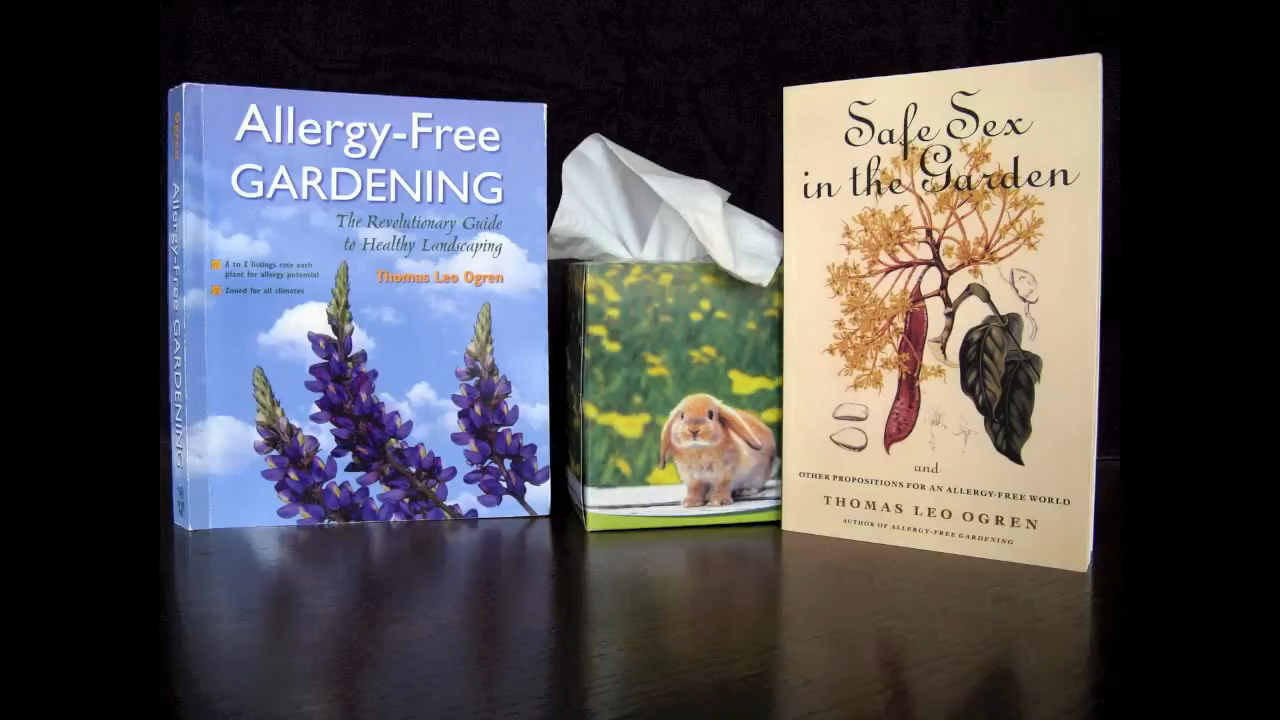 Ogren
Allergy-Free GARDENING
Allergy-Free
GARDENING
The Revolutionary Guide
to Healthy Landscaping
A to Z listings rate each
plant for allergy potential
Zoned for all climates
Thomas Leo Ogren
Safe Sex
in the Garden
and
OTHER PROPOSITIONS FOR AN ALLERGY-FREE WORLD
THOMAS LEO OGREN
AUTHOR OF ALLERGY-FREE GARDENING